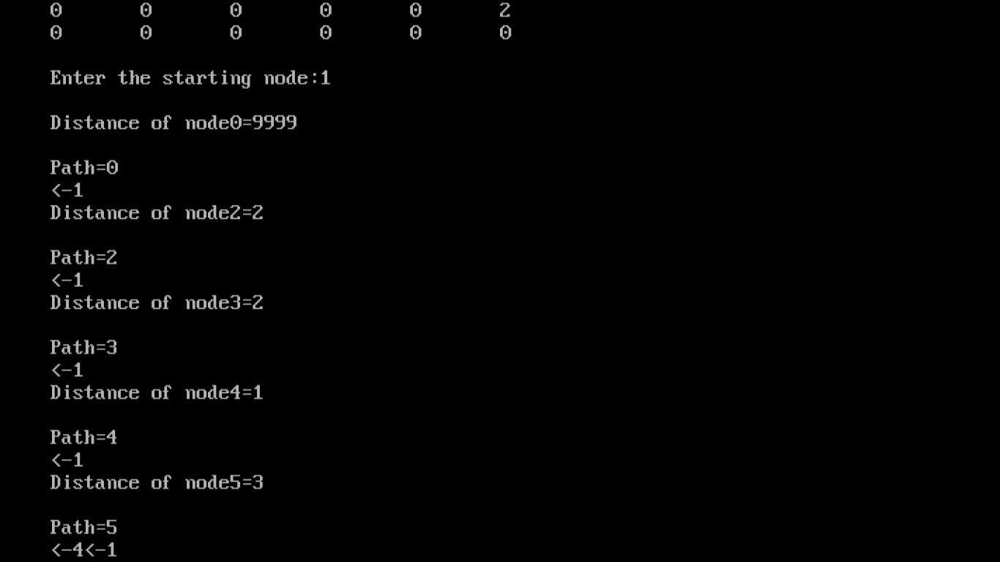 0 0 0 0 0 2
0 0 0 0 0 0
Enter the starting node:1
Distance of node0=9999
Path=0
<-1
Distance of node2=2
Path=2
<-1
Distance of node3=2
Path=3
<-1
Distance of node4=1
Path=4
<-1
Distance of node5=3
Path=5
<-4<-1